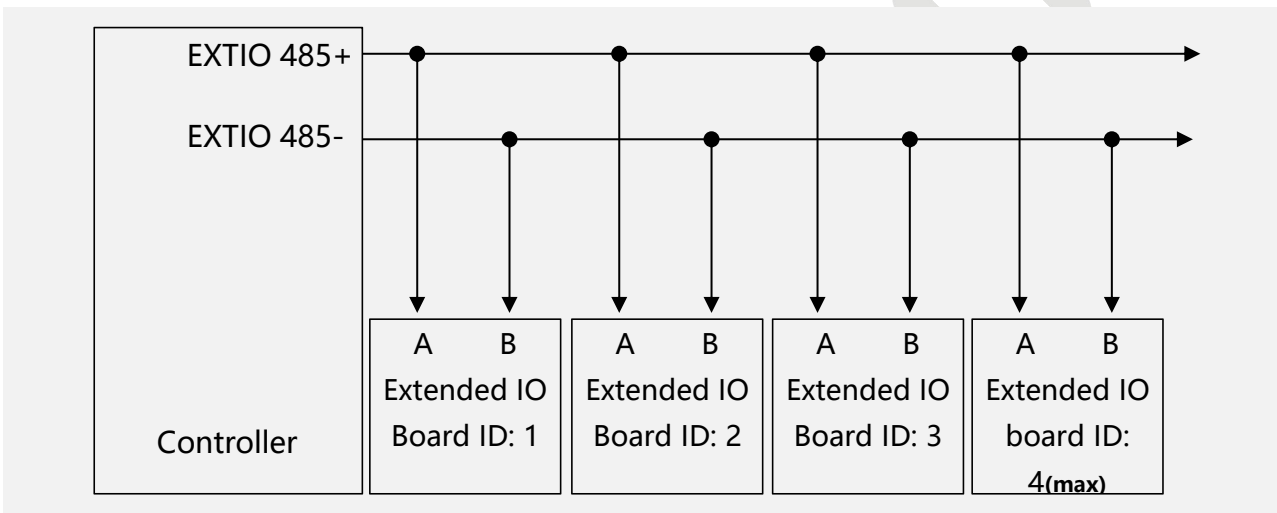 EXTIO 485+
EXTIO 485-
Controller
A B
Extended IO
Board ID: 1
A B
Extended IO
Board ID: 2
A B
Extended IO
Board ID: 3
A B
Extended IO
board ID:
4(max)